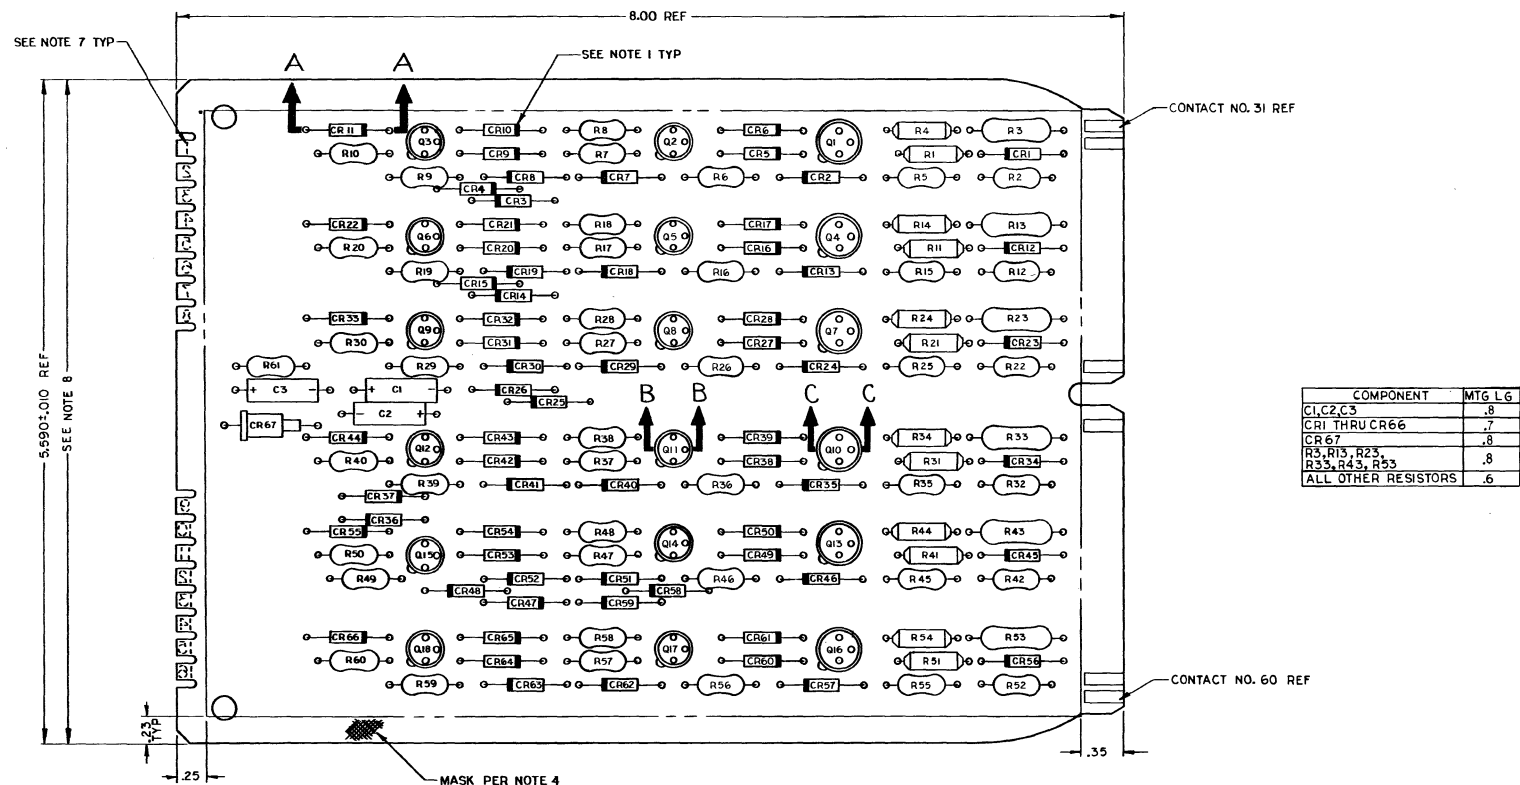 8.00 REF
SEE NOTE 7 TYP
A A
SEE NOTE 1 TYP
CONTACT NO. 31 REF
CR11 Q3 CR10 R8 Q2 CR6 Q1 R4 R3
R10 CR9 R7 CR5 R1 CR1
R9 CR8 CR7 R6 CR2 R5 R2
CR4
CR3
CR22 Q6 CR21 R18 Q5 CR17 Q4 R14 R13
R20 CR20 R17 CR16 R11 CR12
R19 CR19 CR18 R16 CR13 R15 R12
CR15
CR14
CR33 Q9 CR32 R28 Q8 CR28 Q7 R24 R23
R30 CR31 R27 CR27 R21 CR23
R61 R29 CR30 CR29 R26 CR24 R25 R22
+ C3 - + C1 - CR26
CR25
- C2 +
B B C C
CR67
CR44 Q12 CR43 R38 Q11 CR39 Q10 R34 R33
R40 CR42 R37 CR38 R31 CR34
R39 CR41 CR40 R36 CR35 R35 R32
CR37
CR36
CR55 Q15 CR54 R48 Q14 CR50 Q13 R44 R43
R50 CR53 R47 CR49 R41 CR45
R49 CR52 CR51 R46 CR46 R45 R42
CR48 CR58
CR47 CR59
CR66 Q18 CR65 R58 Q17 CR61 Q16 R54 R53
R60 CR64 R57 CR60 R51 CR56
R59 CR63 CR62 R56 CR57 R55 R52
5.590±.010 REF
SEE NOTE 8
COMPONENT MTG LG
C1,C2,C3 .8
CR1 THRU CR66 .7
CR67 .8
R3,R13,R23,
R33,R43,R53 .8
ALL OTHER RESISTORS .6
CONTACT NO. 60 REF
.23
TYP
.25
MASK PER NOTE 4
.35